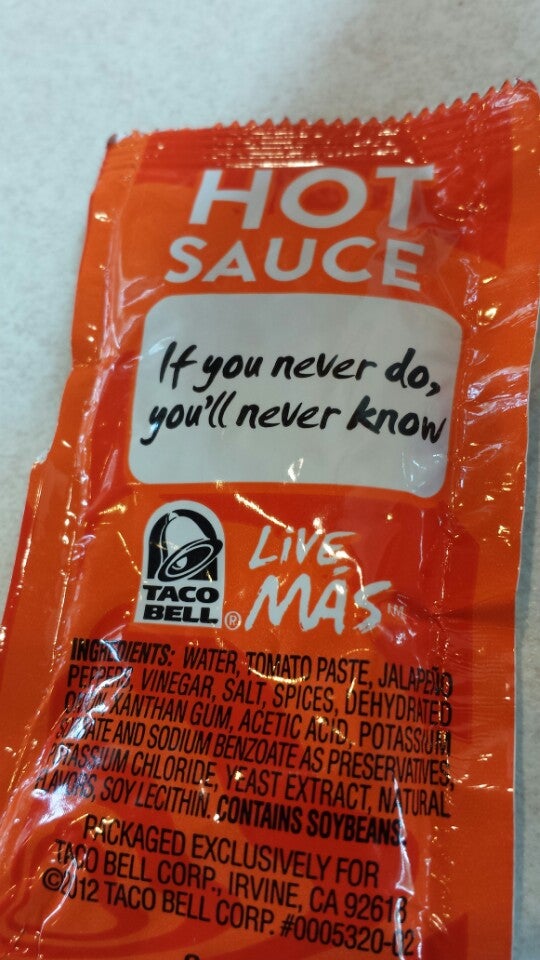 HOT
SAUCE
If you never do,
you'll never know
TACO
BELL®
LIVE
MÁS™
INGREDIENTS: WATER, TOMATO PASTE, JALAPEÑO
PEPPERS, VINEGAR, SALT, SPICES, DEHYDRATED
ONION, XANTHAN GUM, ACETIC ACID, POTASSIUM
SORBATE AND SODIUM BENZOATE AS PRESERVATIVES,
POTASSIUM CHLORIDE, YEAST EXTRACT, NATURAL
FLAVORS, SOY LECITHIN. CONTAINS SOYBEANS.
PACKAGED EXCLUSIVELY FOR
TACO BELL CORP., IRVINE, CA 92618
©2012 TACO BELL CORP. #0005320-02